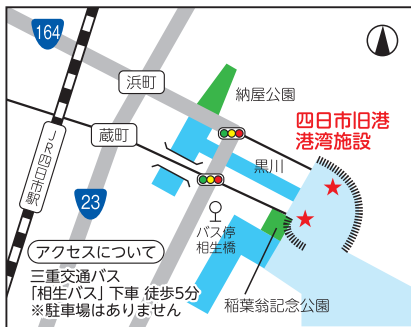 164
浜町
納屋公園
四日市旧港
港湾施設
蔵町
黒川
JR四日市駅
23
バス停
相生橋
アクセスについて
三重交通バス
「相生バス」下車 徒歩5分
※駐車場はありません
稲葉翁記念公園